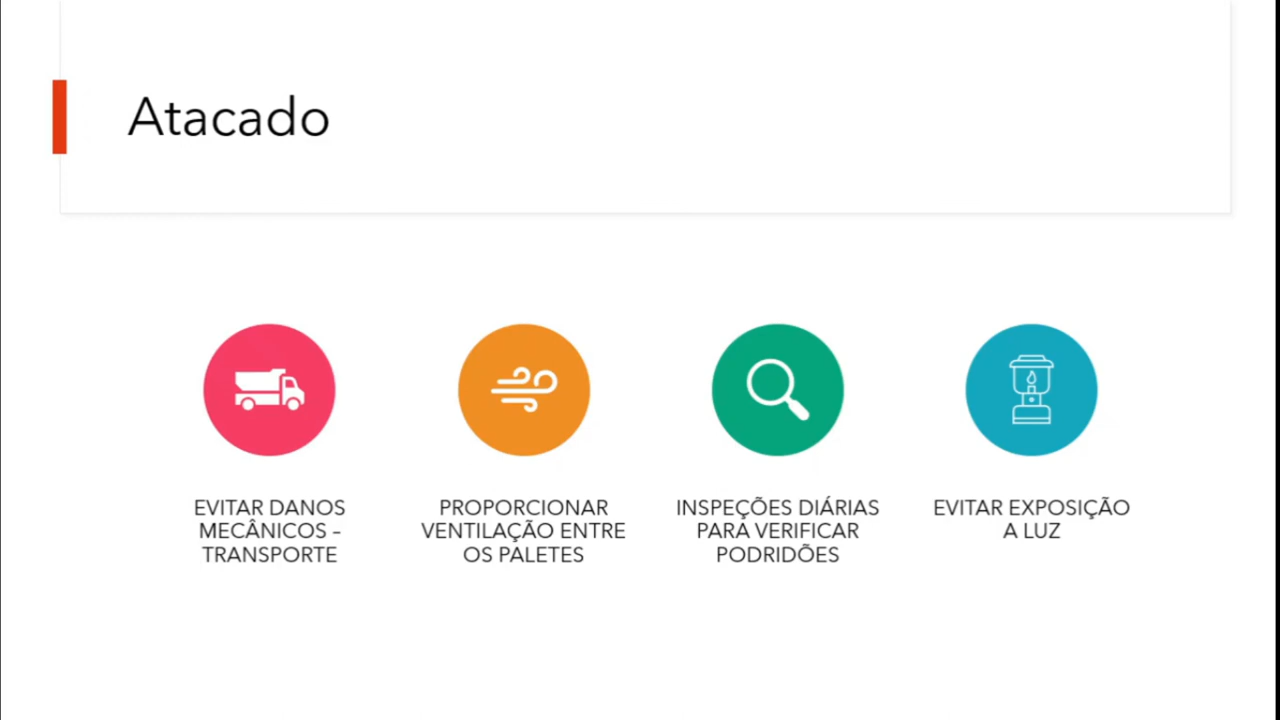 Atacado
EVITAR DANOS
MECÂNICOS –
TRANSPORTE
PROPORCIONAR
VENTILAÇÃO ENTRE
OS PALETES
INSPEÇÕES DIÁRIAS
PARA VERIFICAR
PODRIDÕES
EVITAR EXPOSIÇÃO
A LUZ